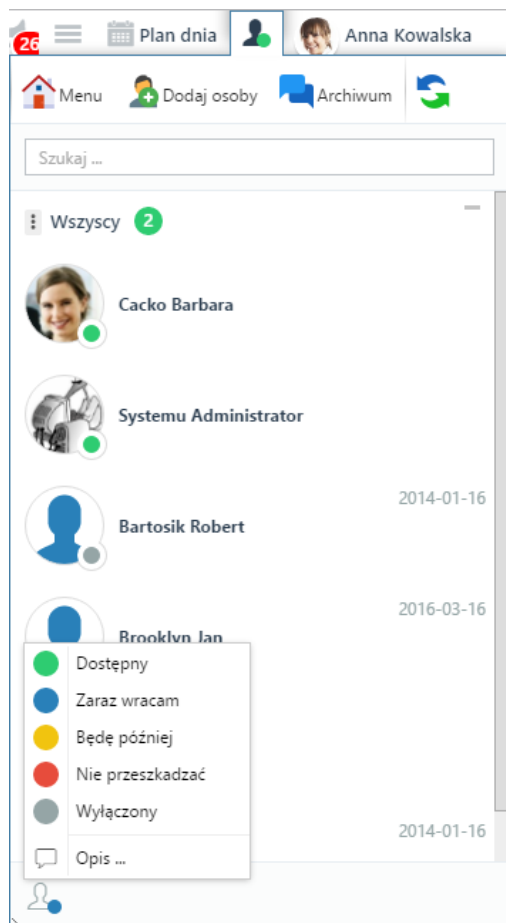 26 Plan dnia Anna Kowalska
Menu Dodaj osoby Archiwum
Szukaj ...
Wszyscy 2
Cacko Barbara
Systemu Administrator
2014-01-16
Bartosik Robert
2016-03-16
Brooklyn Jan
Dostępny
Zaraz wracam
Będę później
Nie przeszkadzać
Wyłączony
2014-01-16
Opis ...